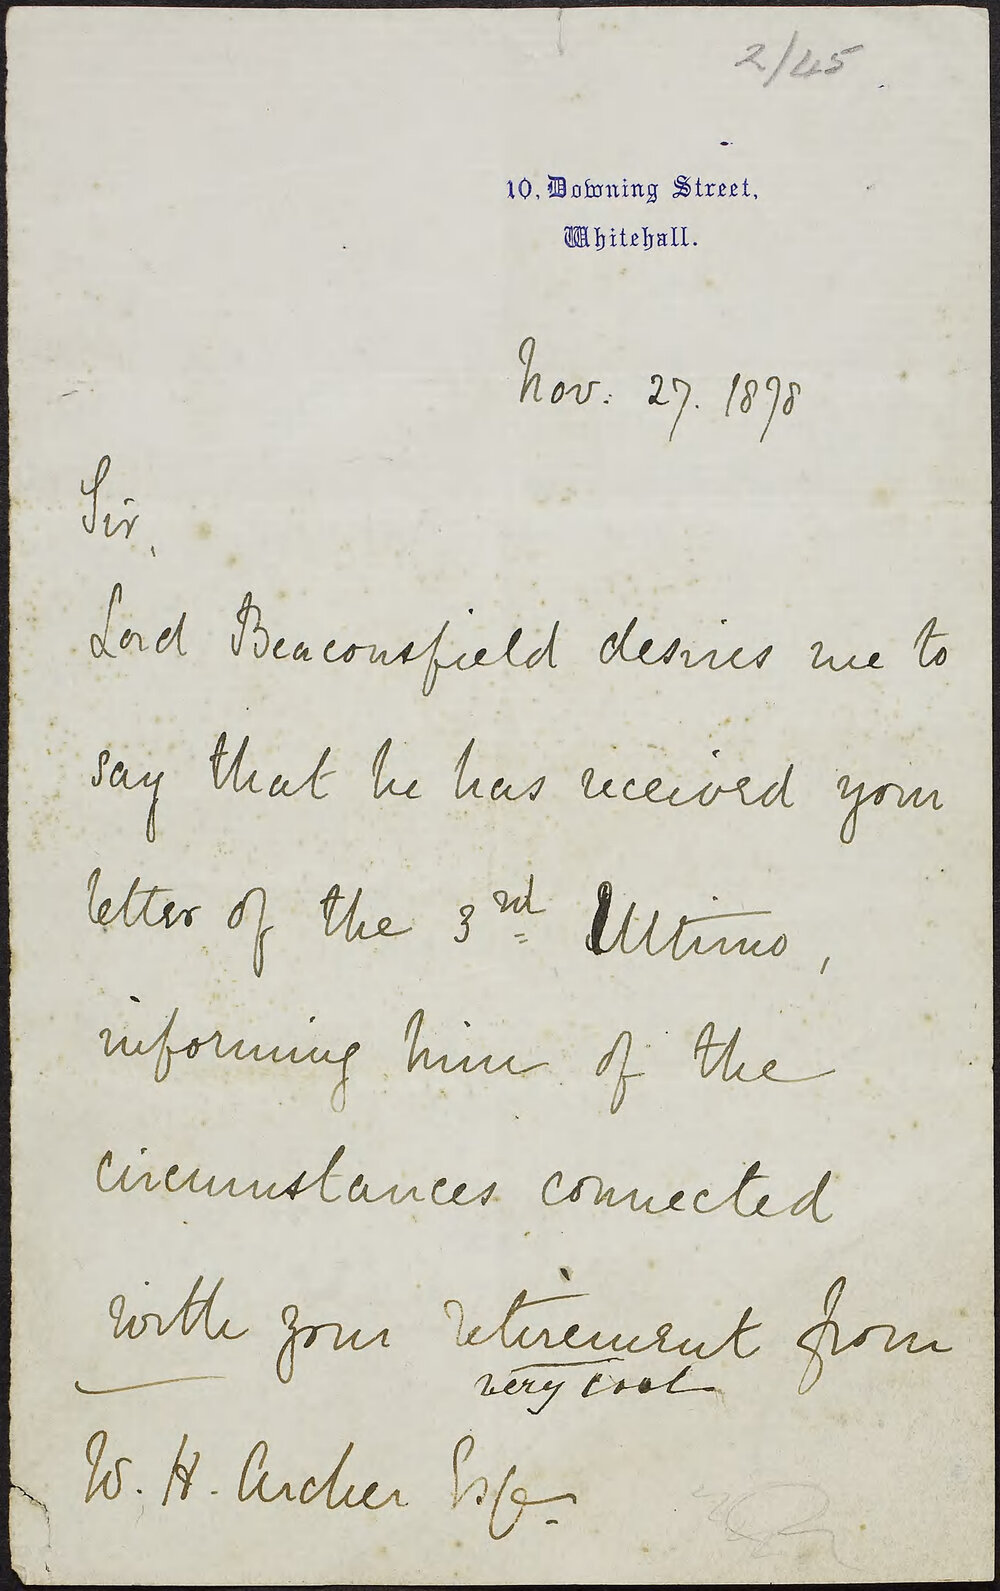 2/45
10, Downing Street,
Whitehall.
Nov: 27. 1878
Sir,
Lord Beaconsfield desires me to
say that he has received your
letter of the 3rd Ultimo,
informing him of the
circumstances connected
with your retirement from
very cool
W. H. Archer Esqe.